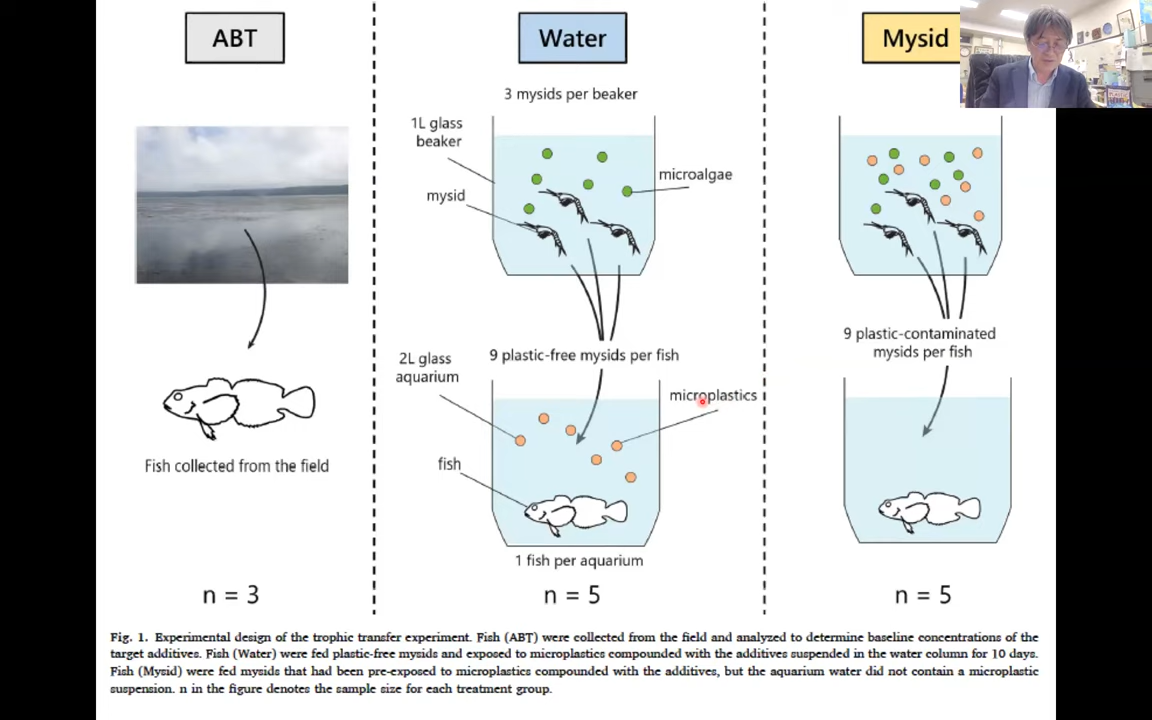 ABT
Water
Mysid
3 mysids per beaker
1L glass
beaker
microalgae
mysid
9 plastic-free mysids per fish
9 plastic-contaminated
mysids per fish
2L glass
aquarium
microplastics
fish
Fish collected from the field
1 fish per aquarium
n = 3
n = 5
n = 5
Fig. 1. Experimental design of the trophic transfer experiment. Fish (ABT) were collected from the field and analyzed to determine baseline concentrations of the
target additives. Fish (Water) were fed plastic-free mysids and exposed to microplastics compounded with the additives suspended in the water column for 10 days.
Fish (Mysid) were fed mysids that had been pre-exposed to microplastics compounded with the additives, but the aquarium water did not contain a microplastic
suspension. n in the figure denotes the sample size for each treatment group.